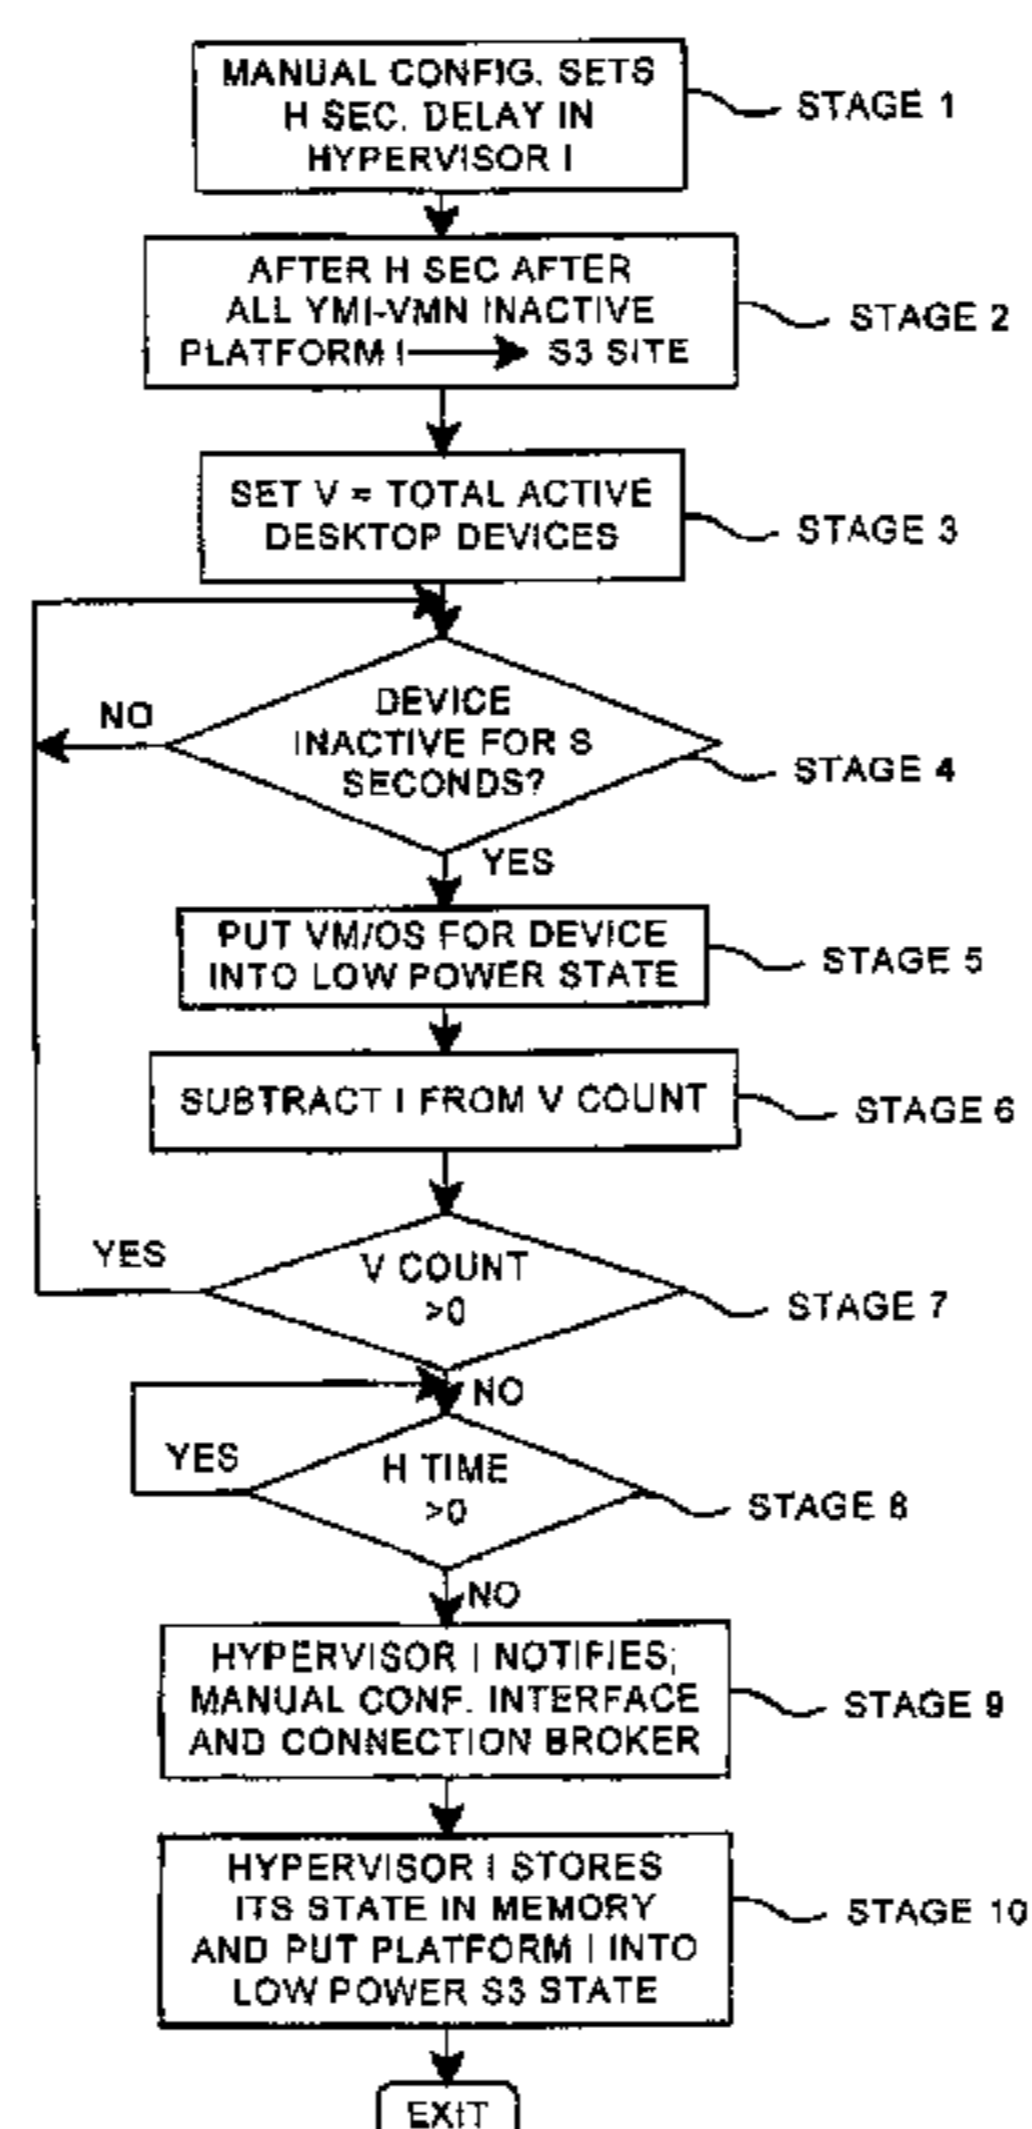 MANUAL CONFIG. SETS
H SEC. DELAY IN
HYPERVISOR I
STAGE 1
AFTER H SEC AFTER
ALL YMI-VMN INACTIVE
PLATFORM I → S3 SITE
STAGE 2
SET V = TOTAL ACTIVE
DESKTOP DEVICES
STAGE 3
DEVICE
INACTIVE FOR S
SECONDS?
NO
STAGE 4
YES
PUT VM/OS FOR DEVICE
INTO LOW POWER STATE
STAGE 5
SUBTRACT I FROM V COUNT
STAGE 6
V COUNT
>0
YES
STAGE 7
NO
H TIME
>0
YES
STAGE 8
NO
HYPERVISOR I NOTIFIES;
MANUAL CONF. INTERFACE
AND CONNECTION BROKER
STAGE 9
HYPERVISOR I STORES
ITS STATE IN MEMORY
AND PUT PLATFORM I INTO
LOW POWER S3 STATE
STAGE 10
EXIT